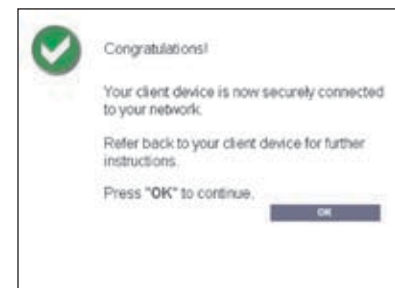 Congratulations!
Your client device is now securely connected
to your network.
Refer back to your client device for further
instructions.
Press "OK" to continue.
OK